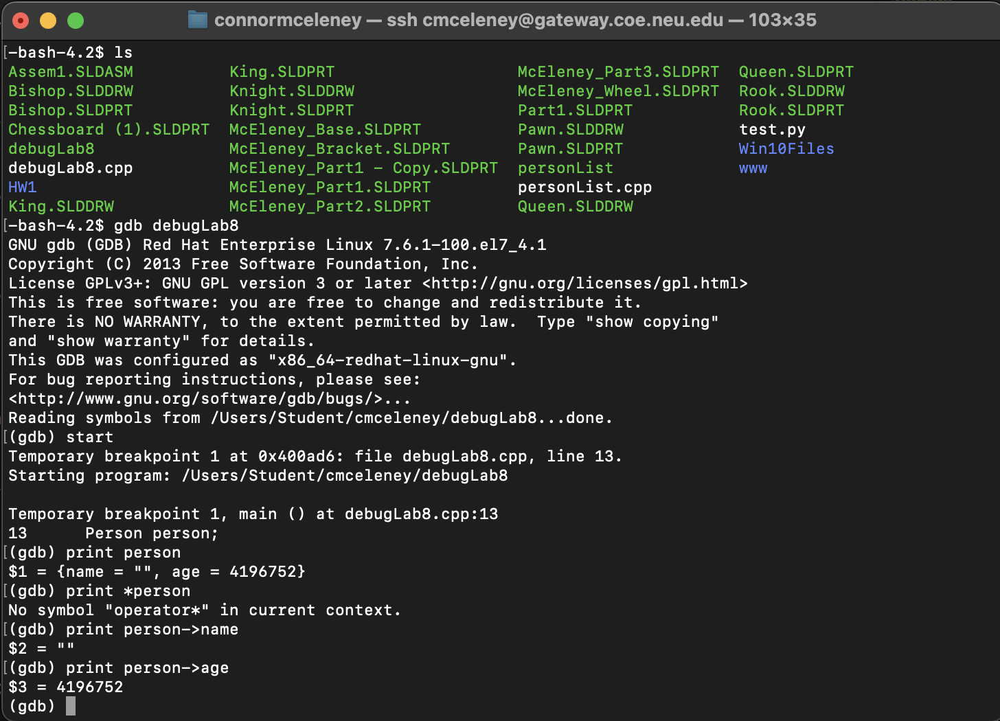 connormceleney — ssh cmceleney@gateway.coe.neu.edu — 103×35
[-bash-4.2$ ls
Assem1.SLDASM          King.SLDPRT                   McEleney_Part3.SLDPRT  Queen.SLDPRT
Bishop.SLDDRW          Knight.SLDDRW                 McEleney_Wheel.SLDPRT  Rook.SLDDRW
Bishop.SLDPRT          Knight.SLDPRT                 Part1.SLDPRT           Rook.SLDPRT
Chessboard (1).SLDPRT  McEleney_Base.SLDPRT          Pawn.SLDDRW            test.py
debugLab8              McEleney_Bracket.SLDPRT       Pawn.SLDPRT            Win10Files
debugLab8.cpp          McEleney_Part1 - Copy.SLDPRT  personList             www
HW1                    McEleney_Part1.SLDPRT         personList.cpp
King.SLDDRW            McEleney_Part2.SLDPRT         Queen.SLDDRW
[-bash-4.2$ gdb debugLab8
GNU gdb (GDB) Red Hat Enterprise Linux 7.6.1-100.el7_4.1
Copyright (C) 2013 Free Software Foundation, Inc.
License GPLv3+: GNU GPL version 3 or later <http://gnu.org/licenses/gpl.html>
This is free software: you are free to change and redistribute it.
There is NO WARRANTY, to the extent permitted by law.  Type "show copying"
and "show warranty" for details.
This GDB was configured as "x86_64-redhat-linux-gnu".
For bug reporting instructions, please see:
<http://www.gnu.org/software/gdb/bugs/>...
Reading symbols from /Users/Student/cmceleney/debugLab8...done.
[(gdb) start
Temporary breakpoint 1 at 0x400ad6: file debugLab8.cpp, line 13.
Starting program: /Users/Student/cmceleney/debugLab8
Temporary breakpoint 1, main () at debugLab8.cpp:13
13      Person person;
[(gdb) print person
$1 = {name = "", age = 4196752}
[(gdb) print *person
No symbol "operator*" in current context.
[(gdb) print person->name
$2 = ""
[(gdb) print person->age
$3 = 4196752
(gdb)